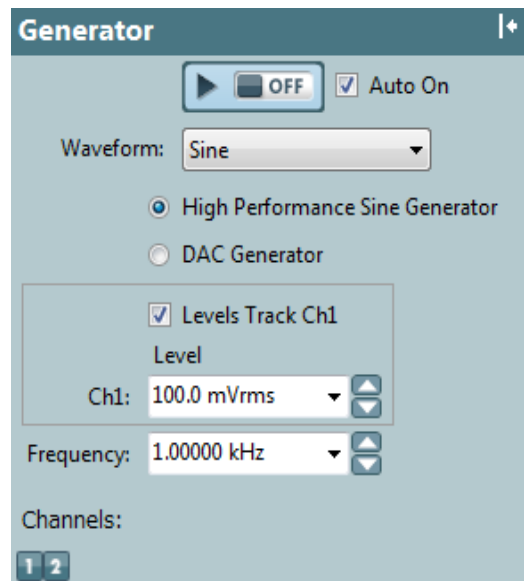 Generator
OFF Auto On
Waveform: Sine
High Performance Sine Generator
DAC Generator
Levels Track Ch1
Level
Ch1: 100.0 mVrms
Frequency: 1.00000 kHz
Channels:
1 2